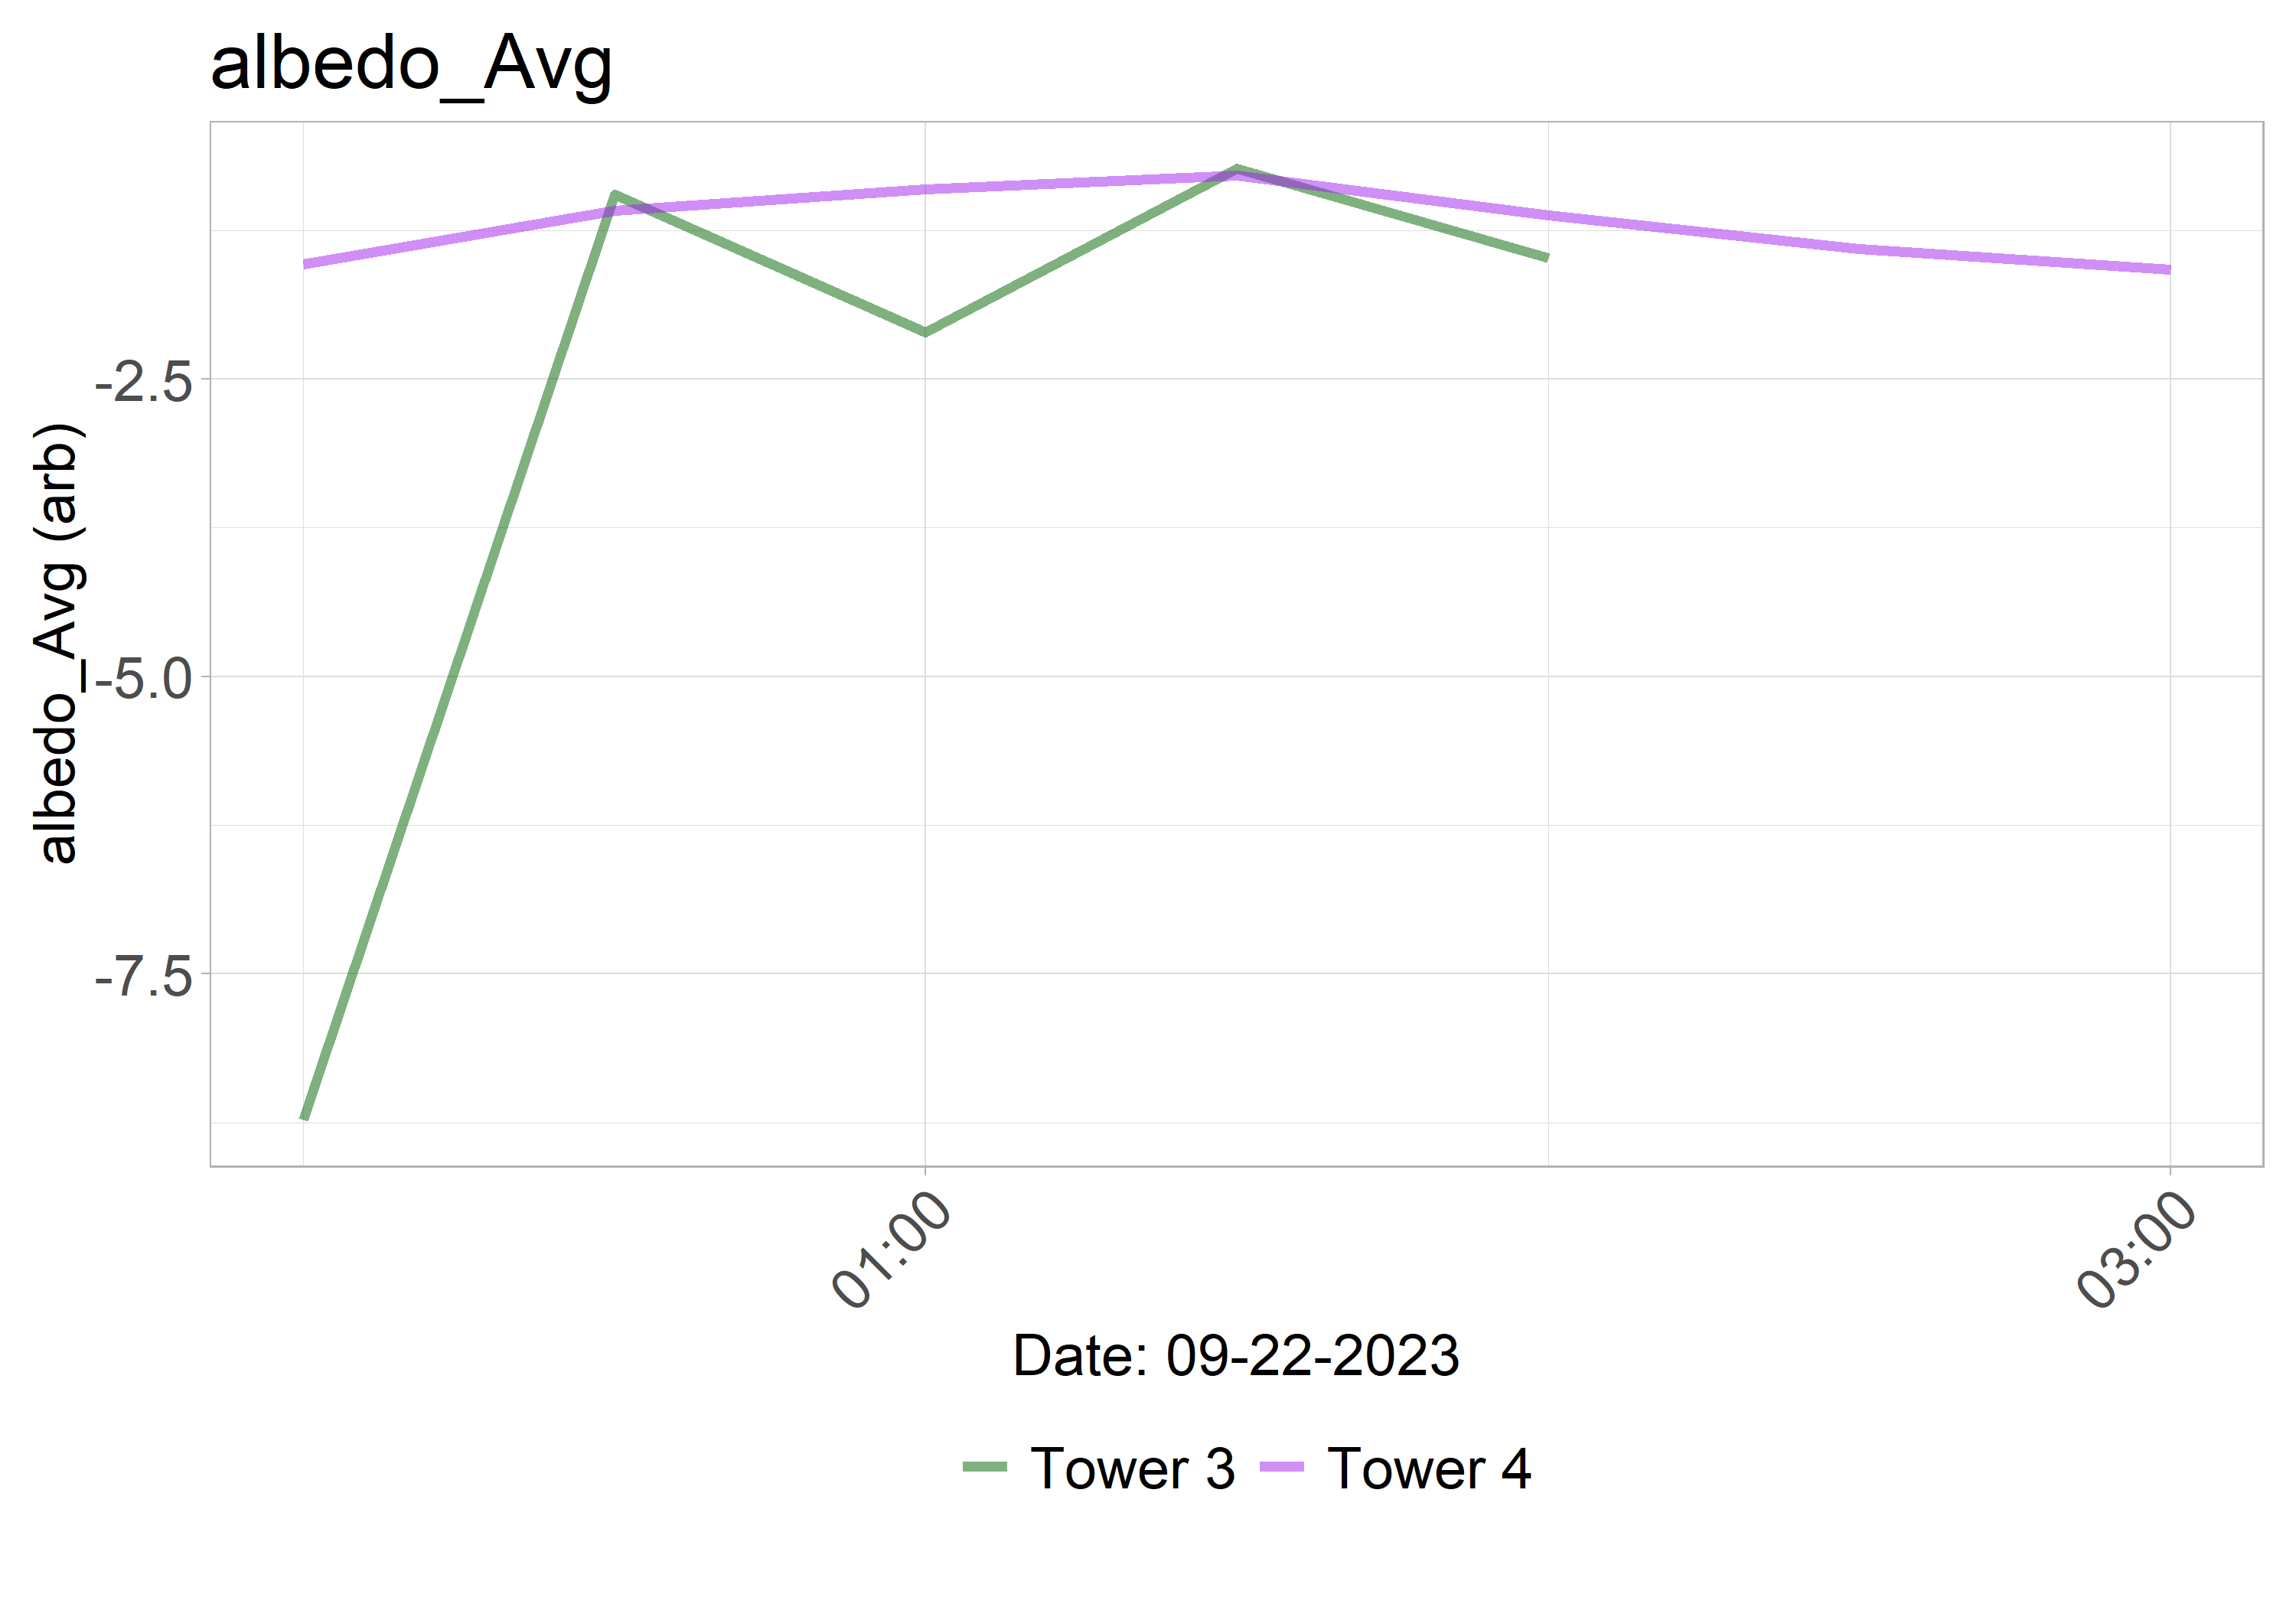 albedo_Avg
albedo_Avg (arb)
-2.5
-5.0
-7.5
01:00
03:00
Date: 09-22-2023
Tower 3
Tower 4